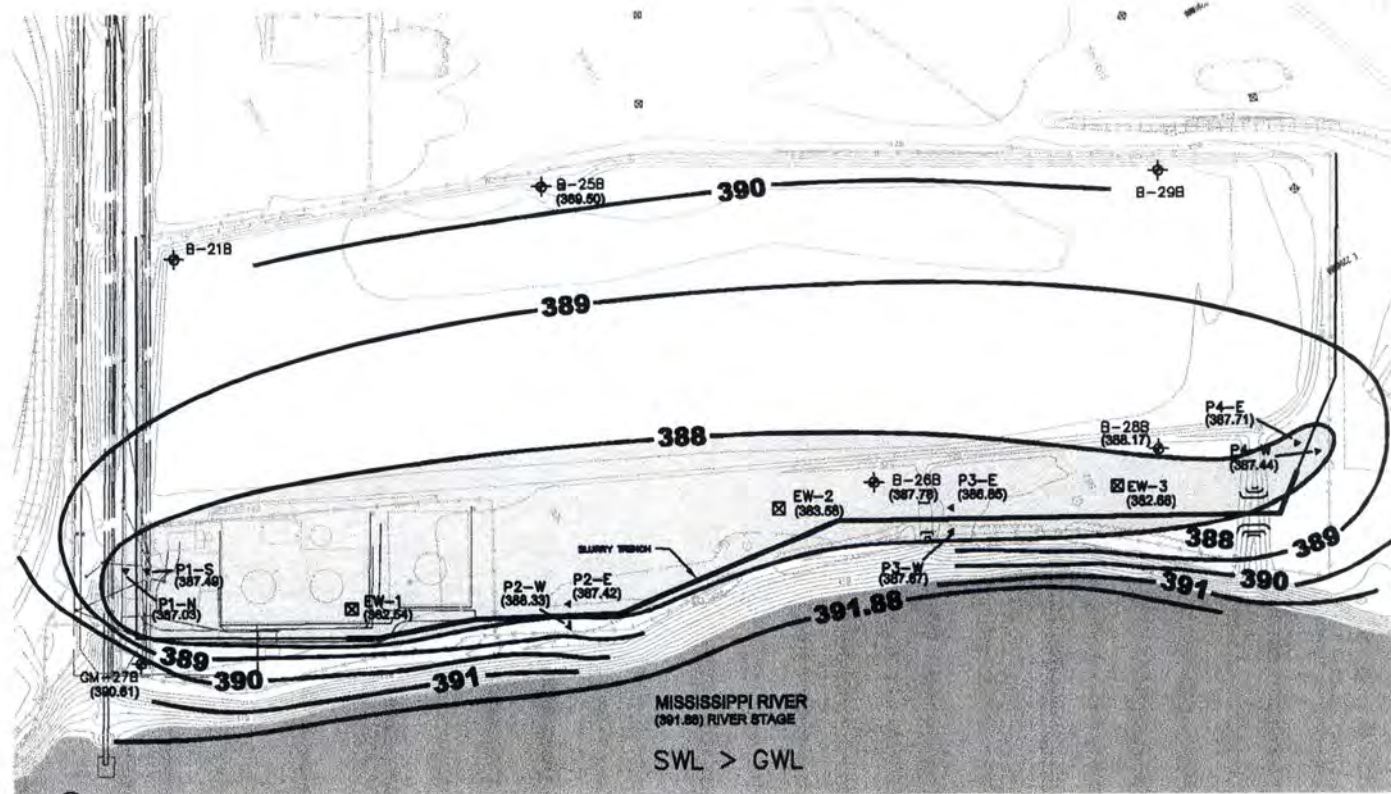 B-25B
(389.50)
390
B-29B
B-21B
389
P4-E
(387.71)
388
B-28B
(388.17)
P4-W
(387.44)
B-26B
(387.78)
P3-E
(386.85)
EW-3
(382.68)
EW-2
(383.58)
SLURRY TRENCH
388
389
P1-S
(387.49)
P3-W
(387.67)
P2-W
(388.33)
P2-E
(387.42)
391
390
P1-N
(387.03)
EW-1
(382.54)
391.88
389
390
391
GM-27B
(390.61)
MISSISSIPPI RIVER
(391.88) RIVER STAGE
SWL > GWL